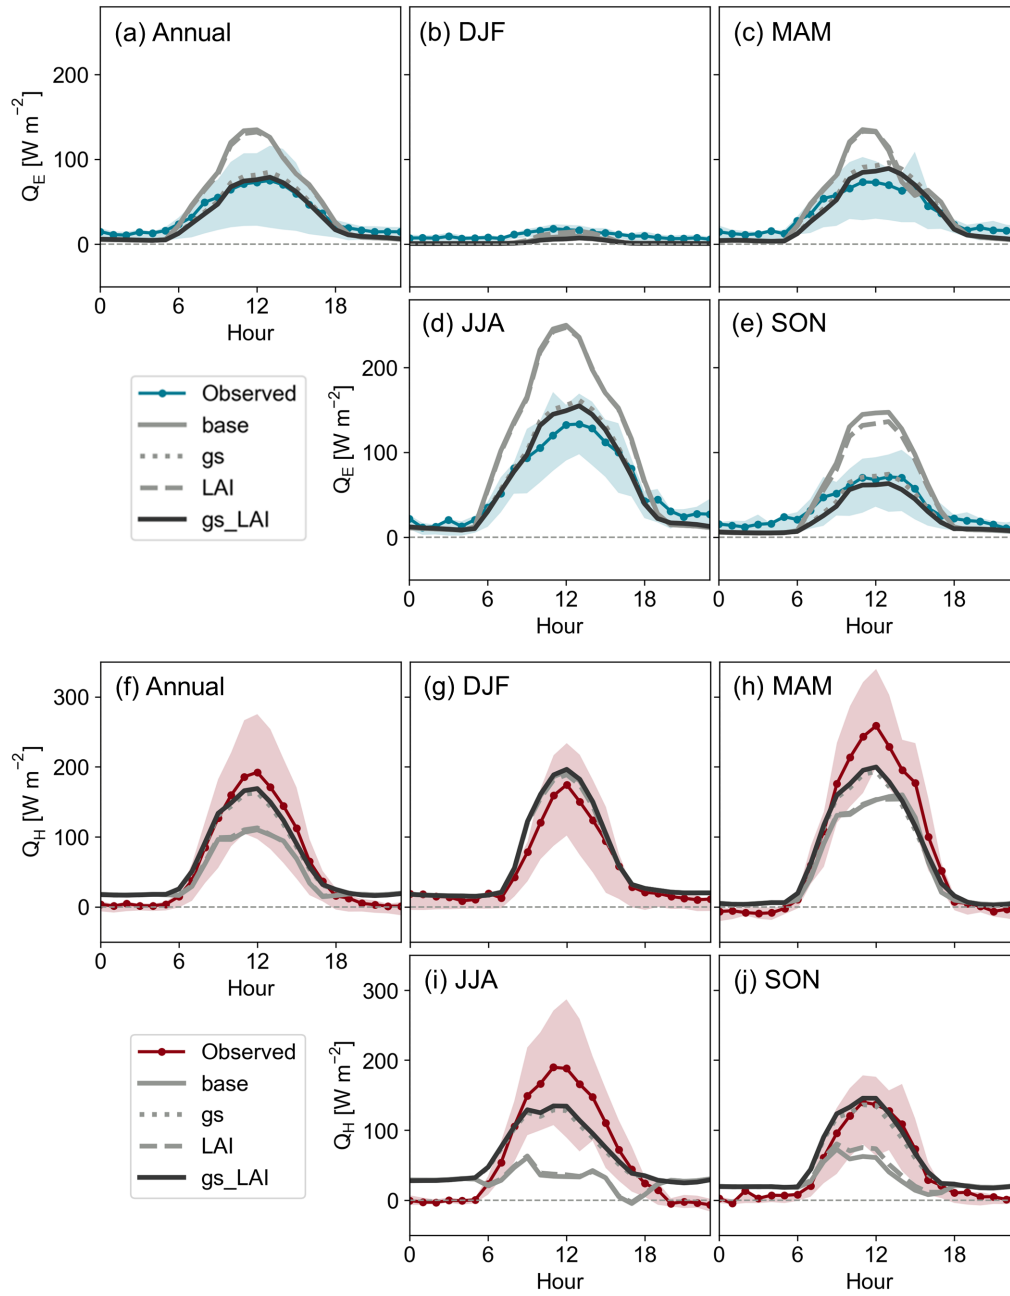 (a) Annual
(b) DJF
(c) MAM
200
100
0
Q_E [W m⁻²]
0 6 12 18
Hour
(d) JJA
(e) SON
200
100
0
Q_E [W m⁻²]
0 6 12 18
0 6 12 18
Hour
Hour
Observed
base
gs
LAI
gs_LAI
(f) Annual
(g) DJF
(h) MAM
300
200
100
0
Q_H [W m⁻²]
0 6 12 18
Hour
(i) JJA
(j) SON
300
200
100
0
Q_H [W m⁻²]
0 6 12 18
0 6 12 18
Hour
Hour
Observed
base
gs
LAI
gs_LAI